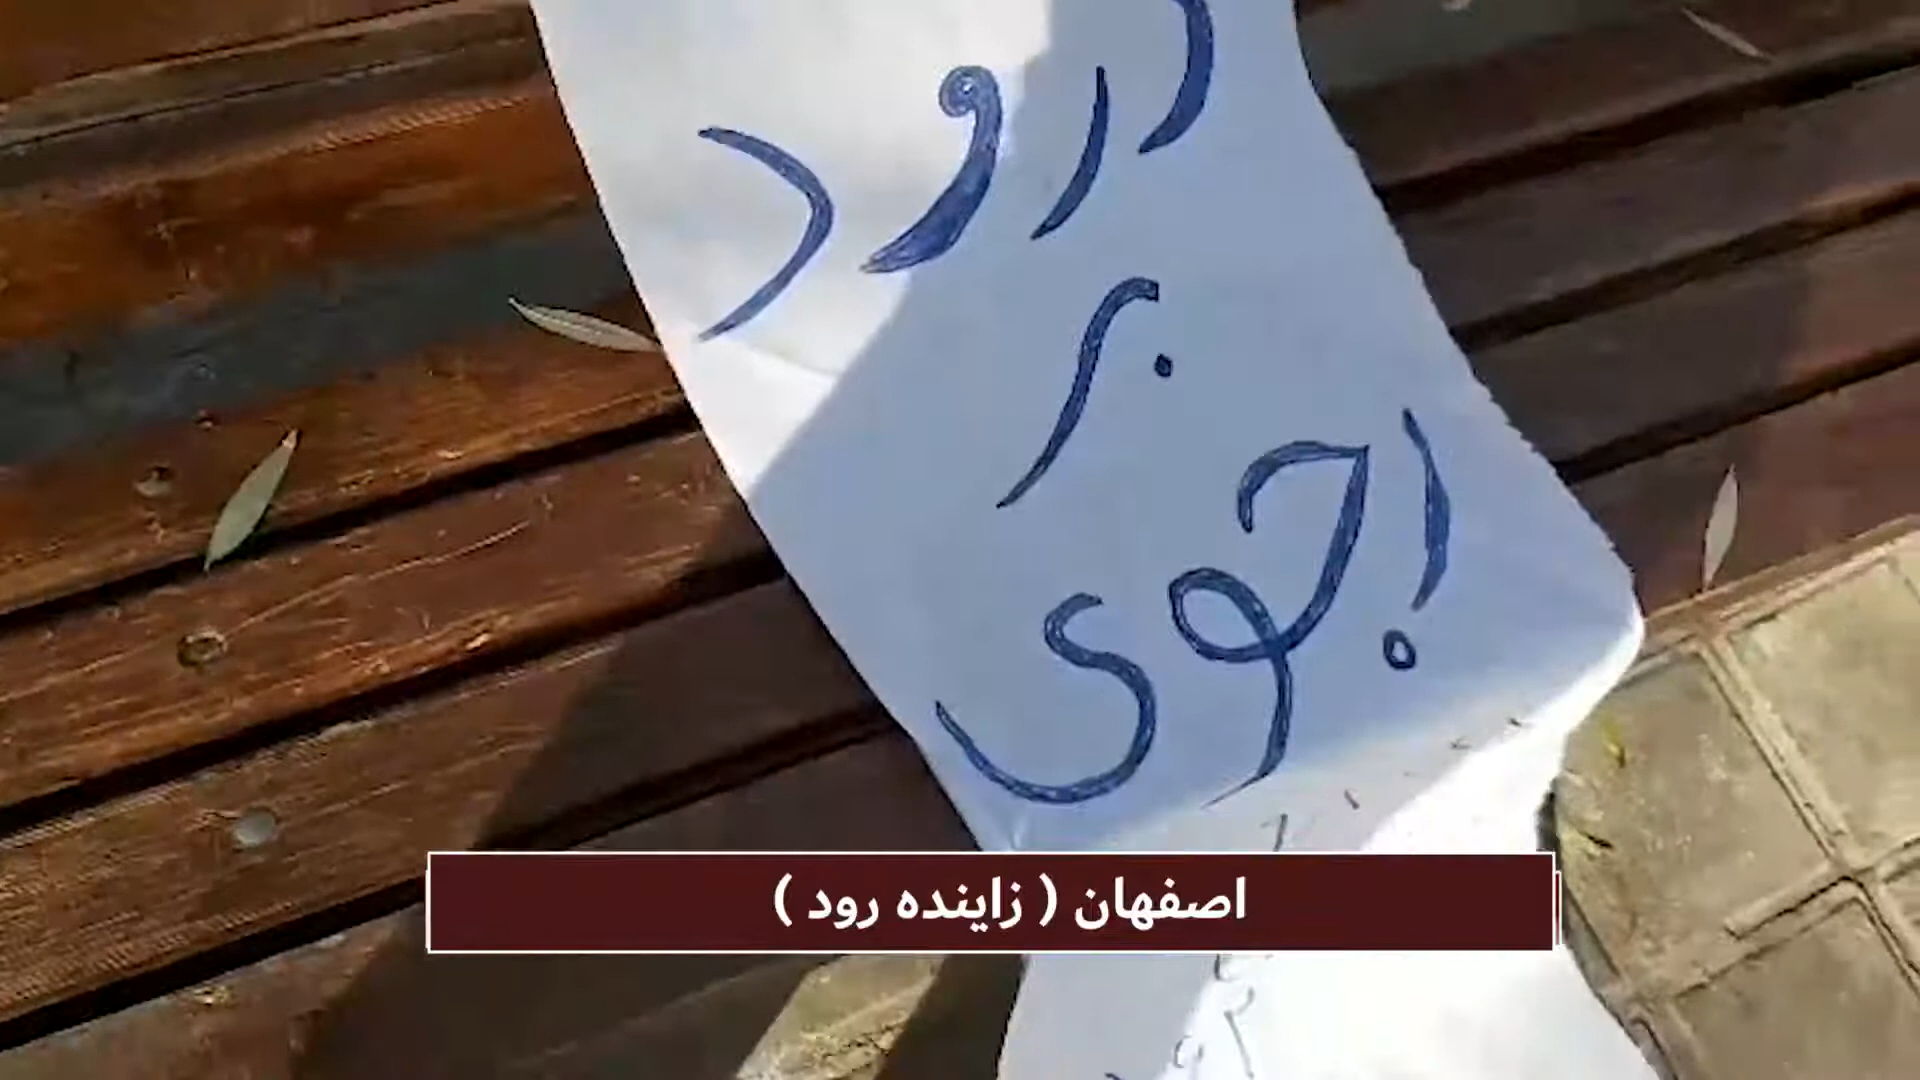 درود
بر
رجوی
اصفهان ( زاینده رود )